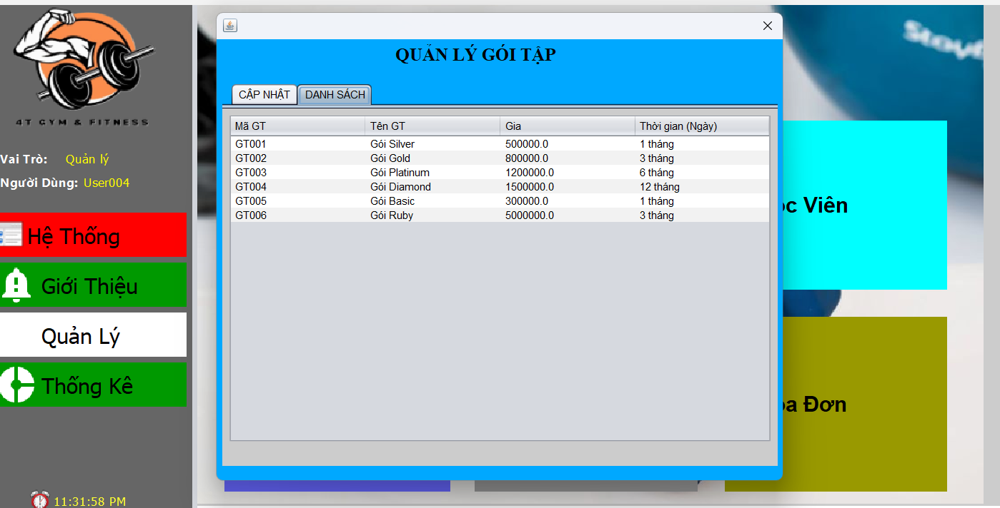 4T GYM & FITNESS
Vai Trò: Quản lý
Người Dùng: User004
Hệ Thống
Giới Thiệu
Quản Lý
Thống Kê
11:31:58 PM
QUẢN LÝ GÓI TẬP
CẬP NHẬT DANH SÁCH
Mã GT Tên GT Gia Thời gian (Ngày)
GT001 Gói Silver 500000.0 1 tháng
GT002 Gói Gold 800000.0 3 tháng
GT003 Gói Platinum 1200000.0 6 tháng
GT004 Gói Diamond 1500000.0 12 tháng
GT005 Gói Basic 300000.0 1 tháng
GT006 Gói Ruby 5000000.0 3 tháng
Viên
Đơn